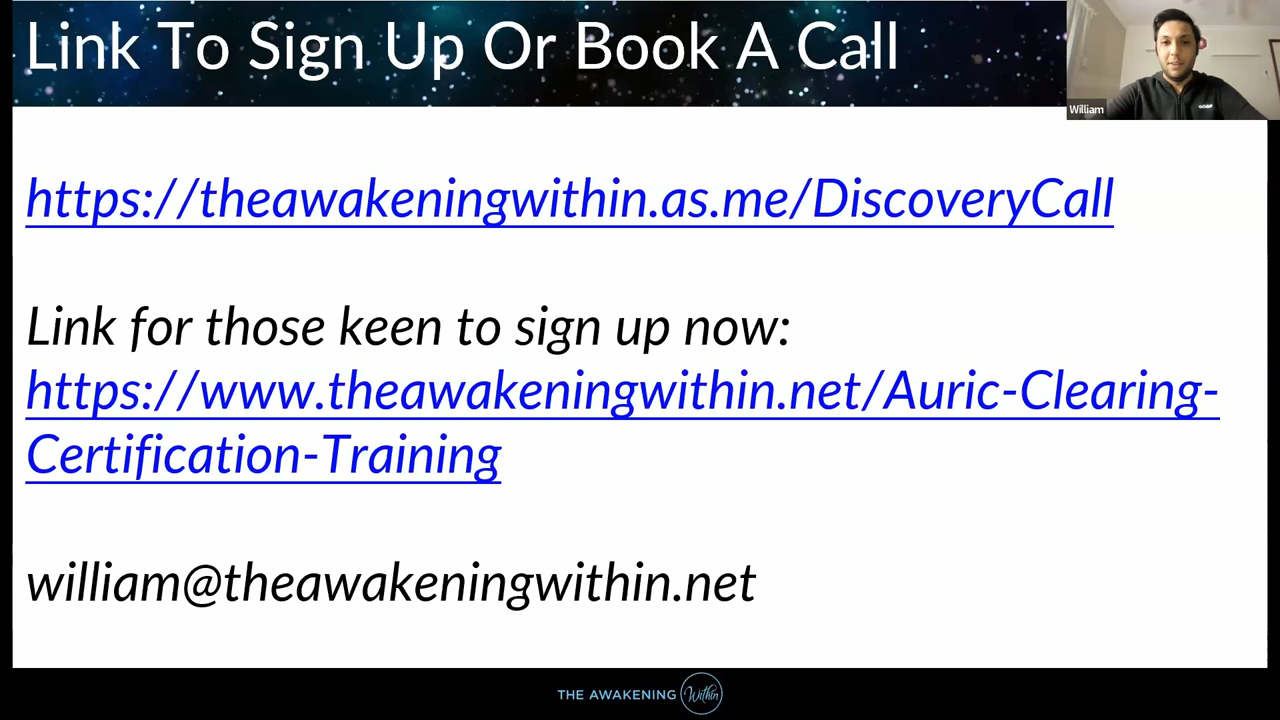 Link To Sign Up Or Book A Call
William
https://theawakeningwithin.as.me/DiscoveryCall
Link for those keen to sign up now:
https://www.theawakeningwithin.net/Auric-Clearing-
Certification-Training
william@theawakeningwithin.net
THE AWAKENING Within